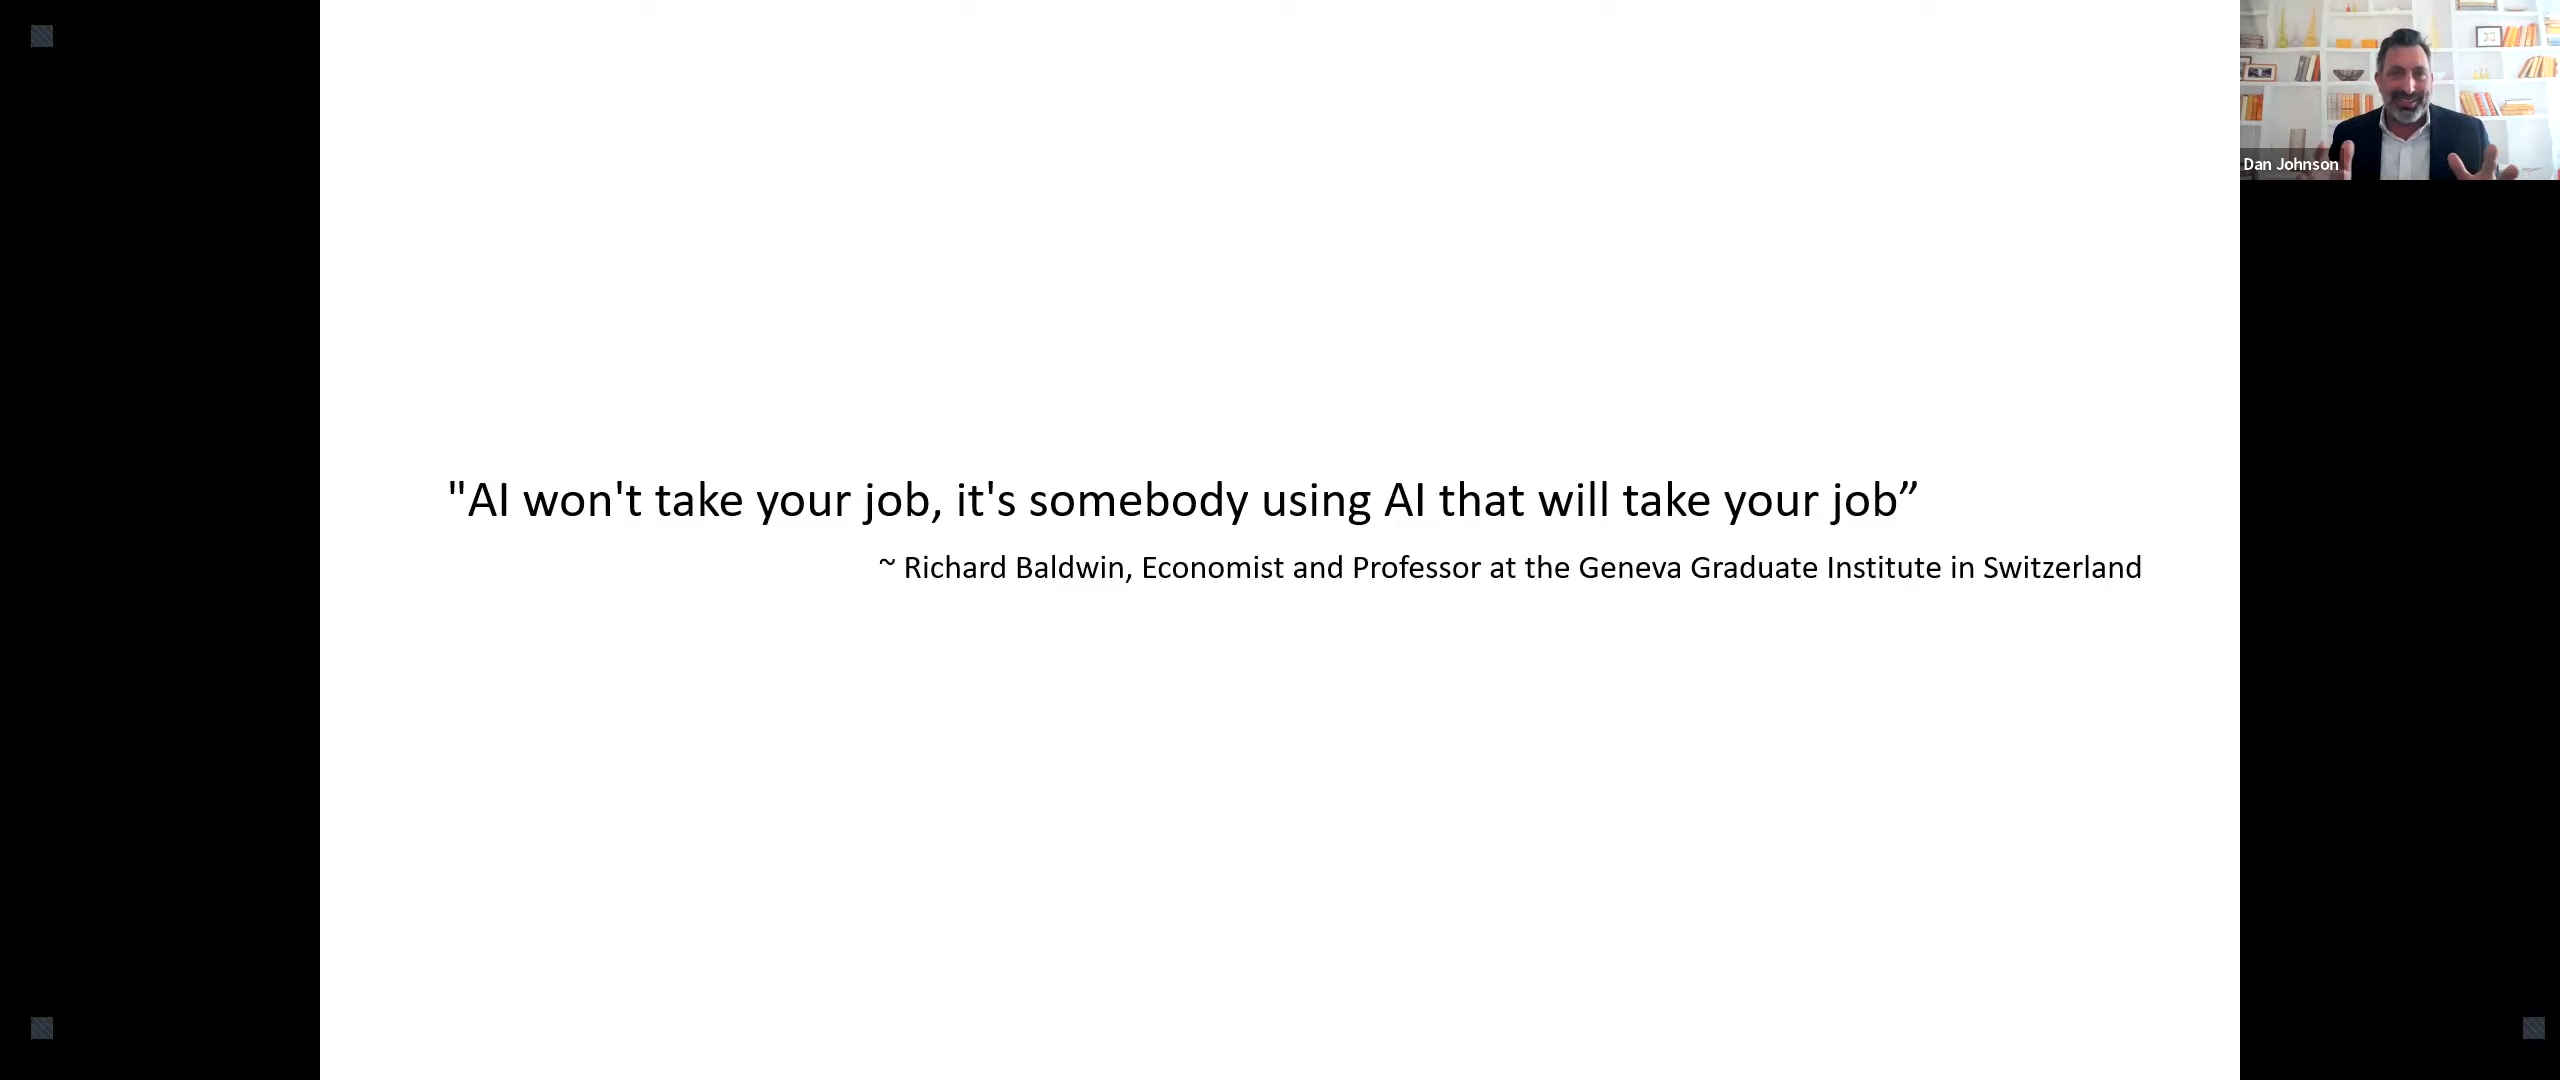 "AI won't take your job, it's somebody using AI that will take your job”
~ Richard Baldwin, Economist and Professor at the Geneva Graduate Institute in Switzerland
Dan Johnson